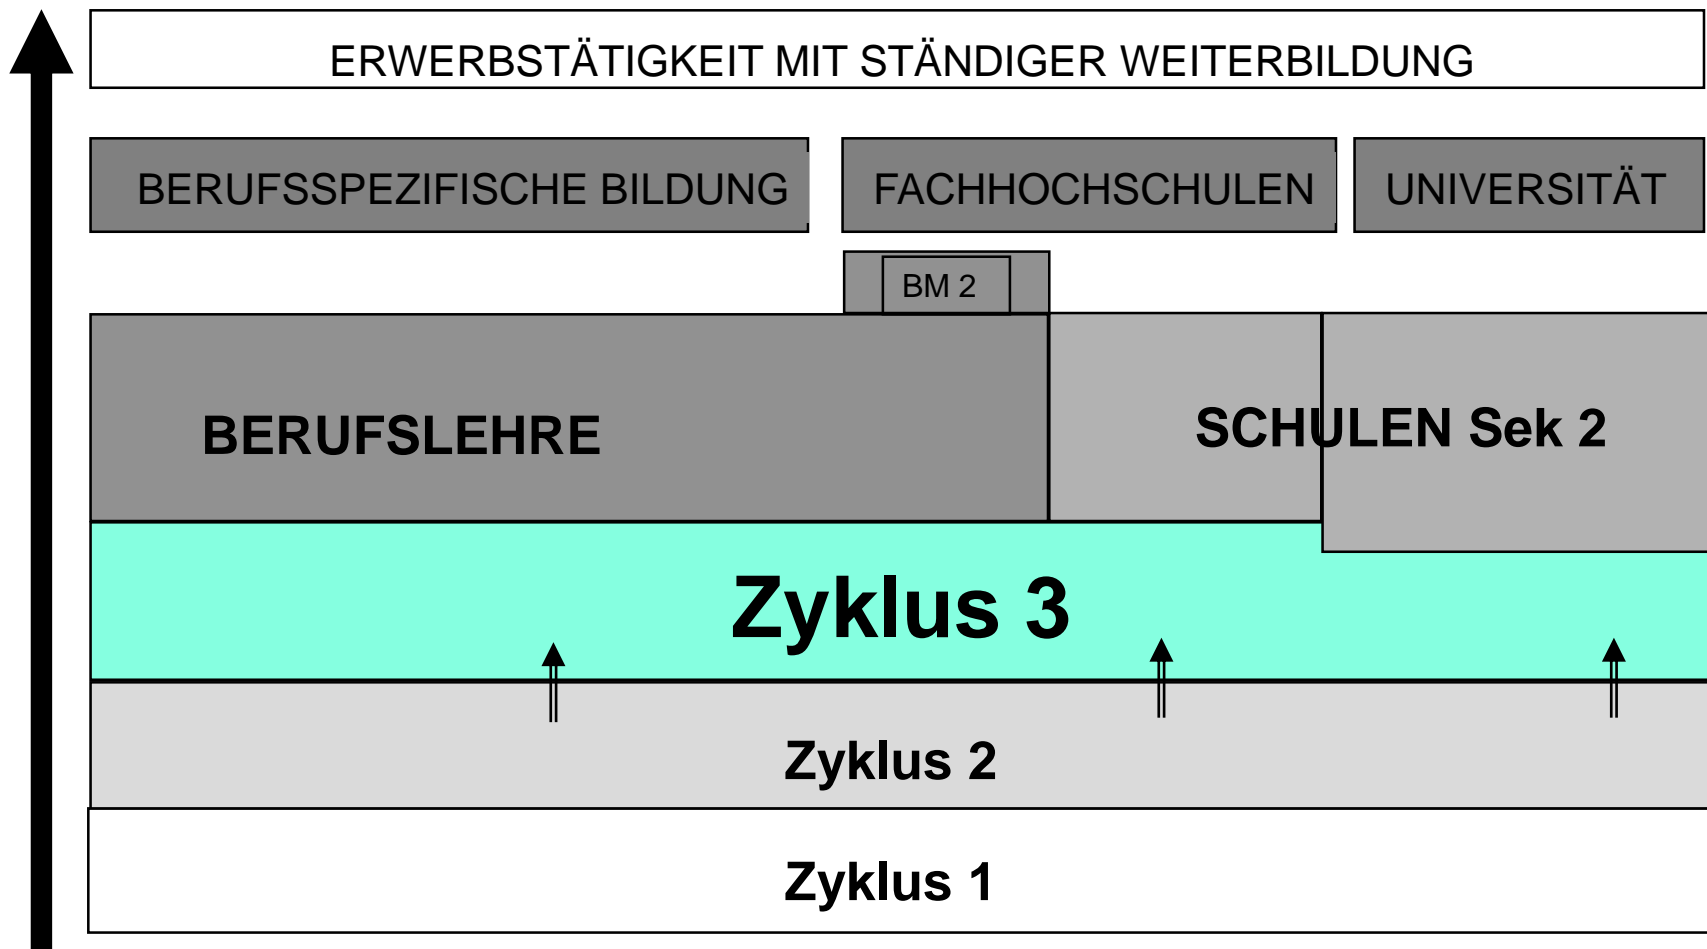 ERWERBSTÄTIGKEIT MIT STÄNDIGER WEITERBILDUNG
BERUFSSPEZIFISCHE BILDUNG
FACHHOCHSCHULEN
UNIVERSITÄT
BM 2
BERUFSLEHRE
SCHULEN Sek 2
Zyklus 3
Zyklus 2
Zyklus 1